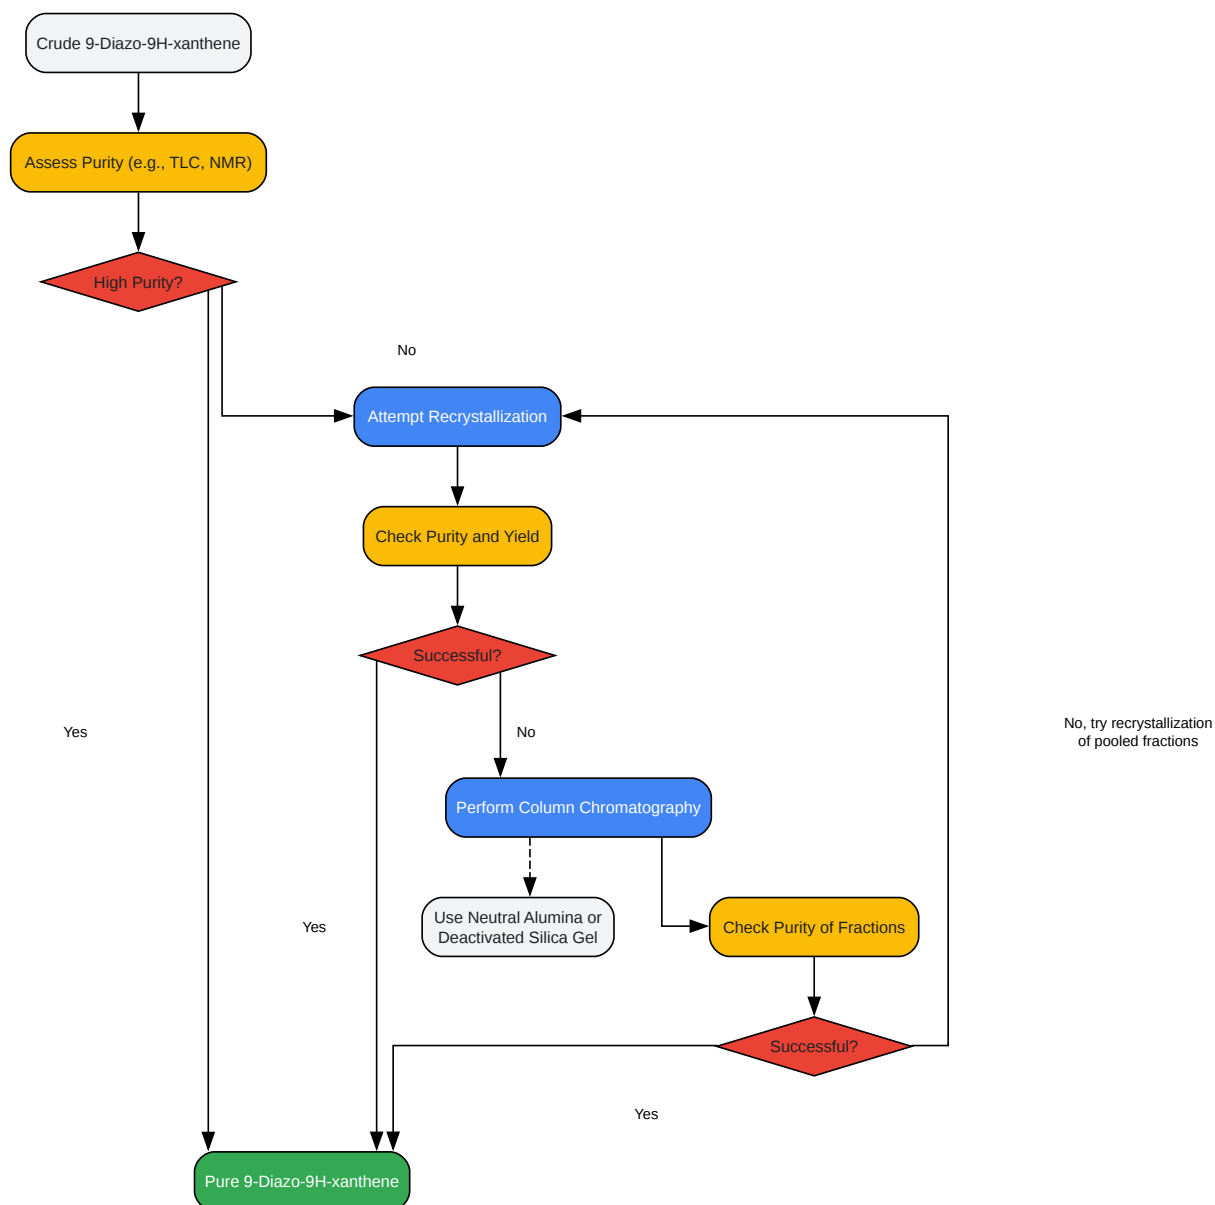 Crude 9-Diazo-9H-xanthene
Assess Purity (e.g., TLC, NMR)
High Purity?
No
Attempt Recrystallization
Check Purity and Yield
Successful?
Yes
No, try recrystallization
of pooled fractions
No
Perform Column Chromatography
Yes
Use Neutral Alumina or
Deactivated Silica Gel
Check Purity of Fractions
Successful?
Yes
Pure 9-Diazo-9H-xanthene